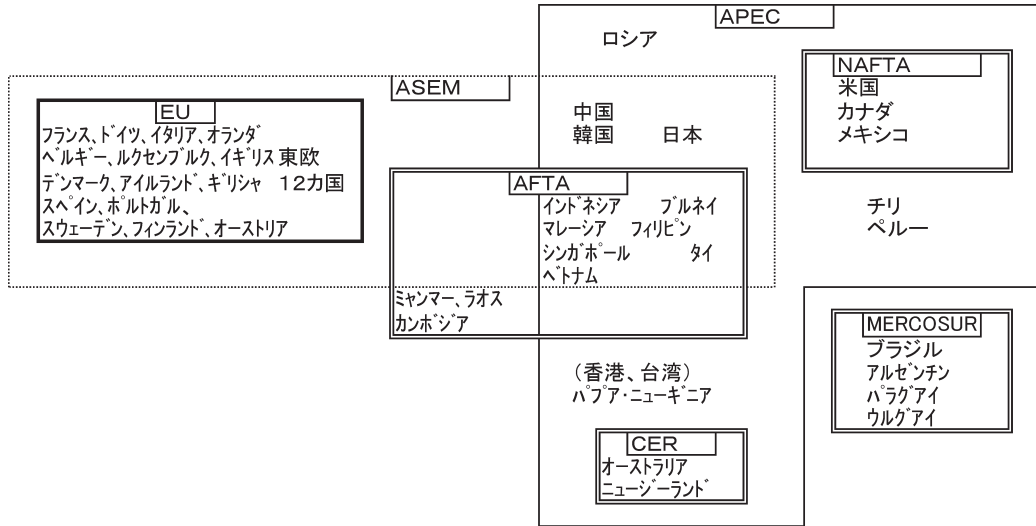 APEC
ロシア
NAFTA
米国
カナダ
メキシコ
ASEM
EU
フランス、ドイツ、イタリア、オランダ
ベルギー、ルクセンブルク、イギリス 東欧
デンマーク、アイルランド、ギリシャ 12カ国
スペイン、ポルトガル、
スウェーデン、フィンランド、オーストリア
中国
韓国 日本
AFTA
インドネシア ブルネイ
マレーシア フィリピン
シンガポール タイ
ベトナム
ミャンマー、ラオス
カンボジア
チリ
ペルー
MERCOSUR
ブラジル
アルゼンチン
パラグアイ
ウルグアイ
(香港、台湾)
パプア・ニューギニア
CER
オーストラリア
ニュージーランド